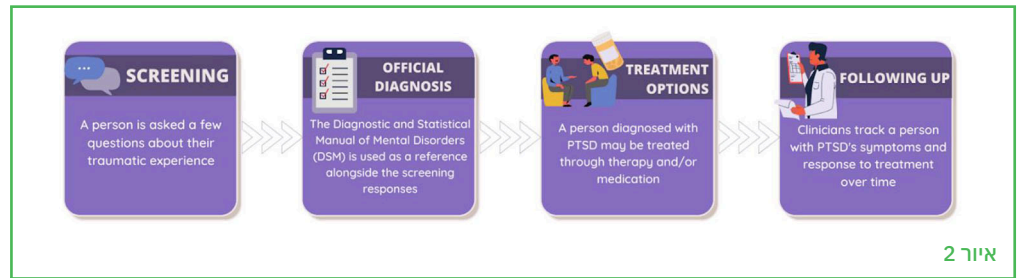 SCREENING
A person is asked a few
questions about their
traumatic experience
OFFICIAL
DIAGNOSIS
The Diagnostic and Statistical
Manual of Mental Disorders
(DSM) is used as a reference
alongside the screening
responses
TREATMENT
OPTIONS
A person diagnosed with
PTSD may be treated
through therapy and/or
medication
FOLLOWING UP
Clinicians track a person
with PTSD's symptoms and
response to treatment
over time
איור 2